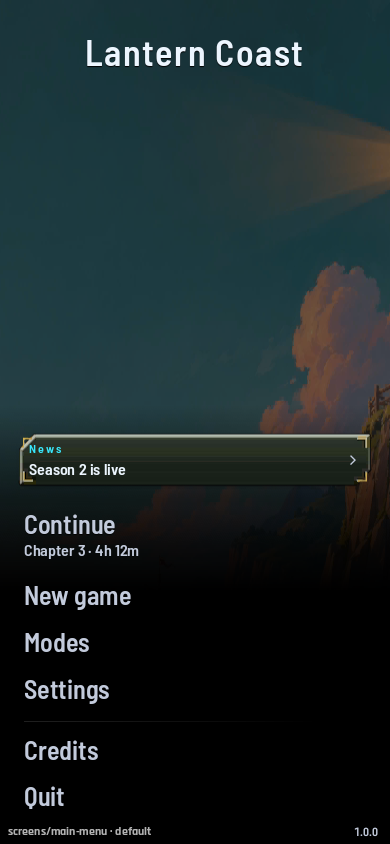 Lantern Coast
News
Season 2 is live
Continue
Chapter 3 · 4h 12m
New game
Modes
Settings
Credits
Quit
screens/main-menu · default
1.0.0